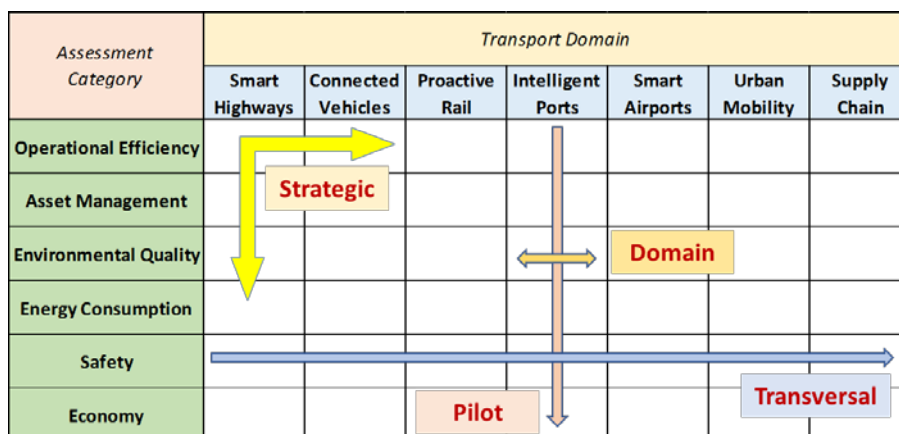 Assessment
Category
Transport Domain
Smart
Highways
Connected
Vehicles
Proactive
Rail
Intelligent
Ports
Smart
Airports
Urban
Mobility
Supply
Chain
Operational Efficiency
Strategic
Asset Management
Environmental Quality
Domain
Energy Consumption
Safety
Transversal
Economy
Pilot